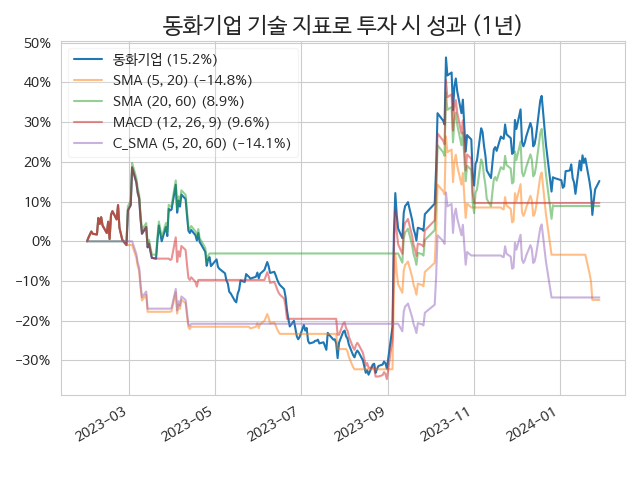 동화기업 기술 지표로 투자 시 성과 (1년)
50%
40%
30%
20%
10%
0%
−10%
−20%
−30%
동화기업 (15.2%)
SMA (5, 20) (−14.8%)
SMA (20, 60) (8.9%)
MACD (12, 26, 9) (9.6%)
C_SMA (5, 20, 60) (−14.1%)
2023−03
2023−05
2023−07
2023−09
2023−11
2024−01